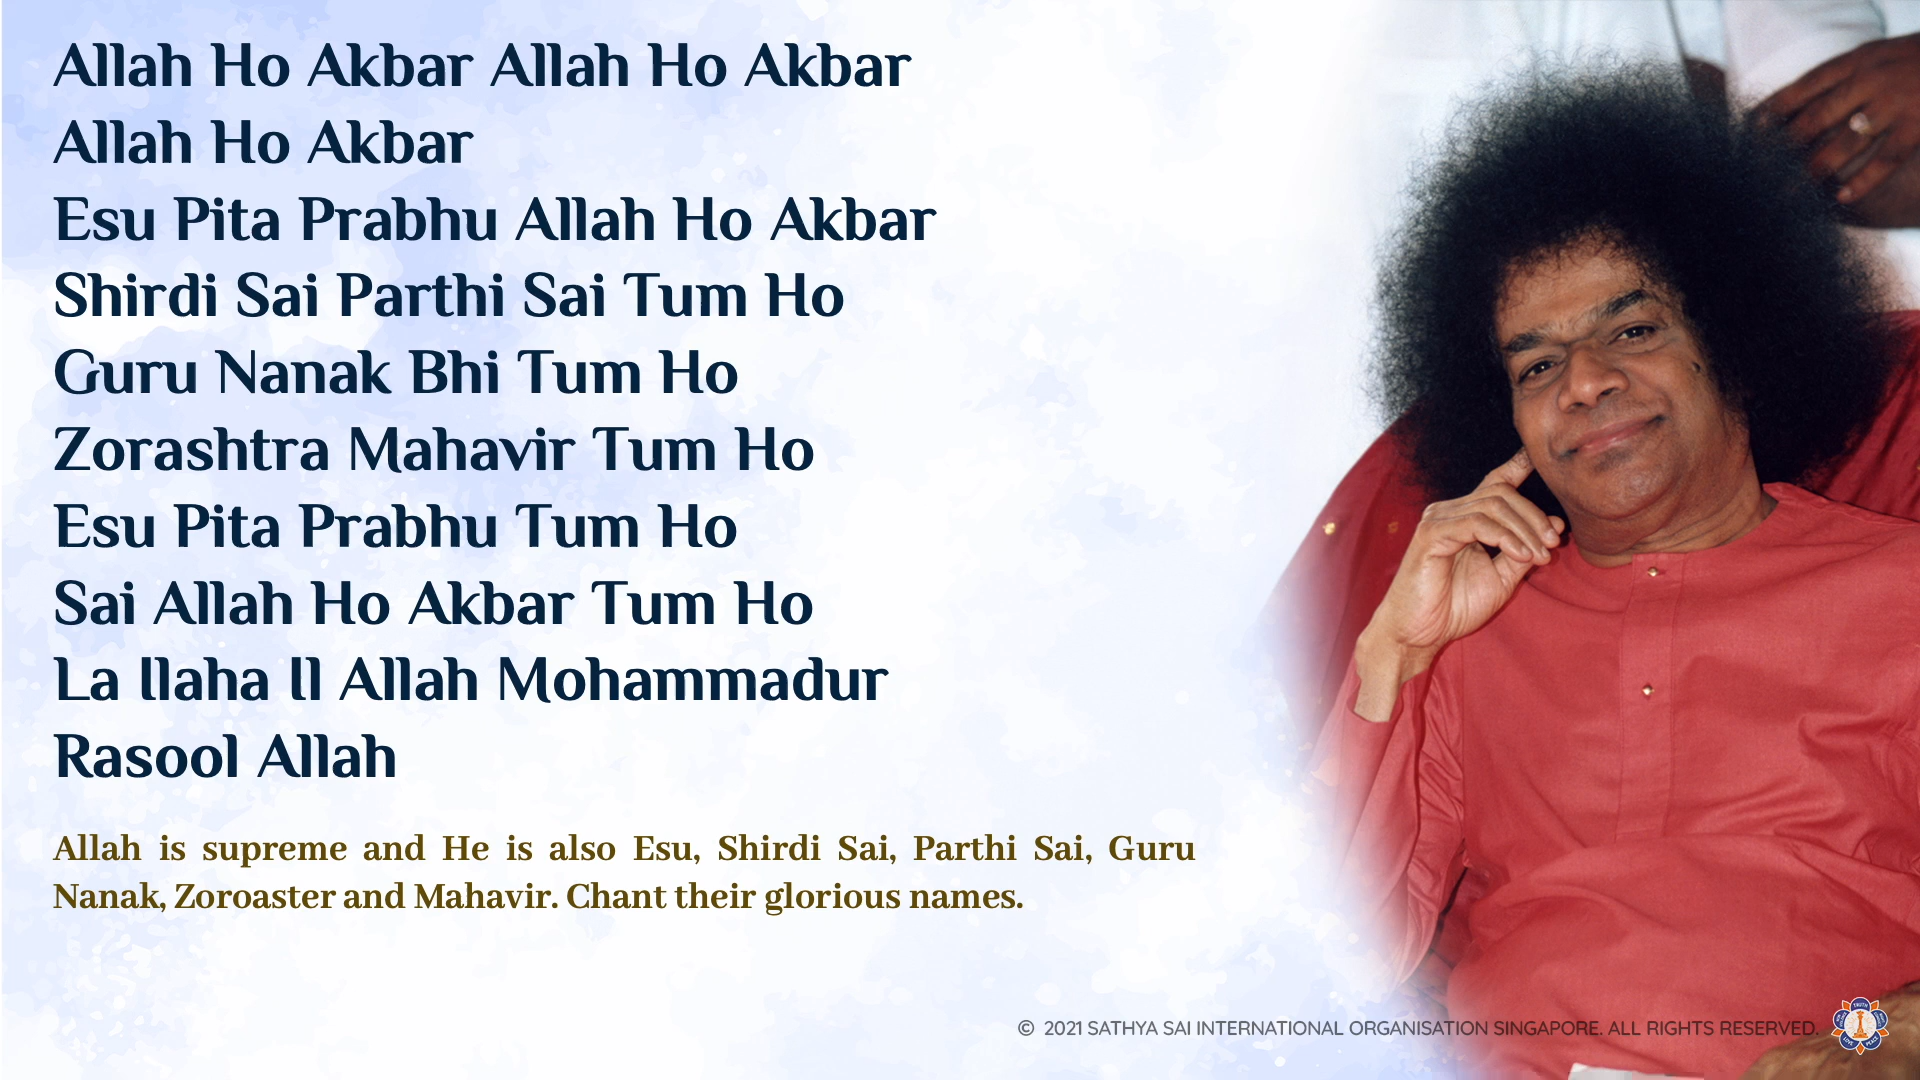 Allah Ho Akbar Allah Ho Akbar
Allah Ho Akbar
Esu Pita Prabhu Allah Ho Akbar
Shirdi Sai Parthi Sai Tum Ho
Guru Nanak Bhi Tum Ho
Zorashtra Mahavir Tum Ho
Esu Pita Prabhu Tum Ho
Sai Allah Ho Akbar Tum Ho
La Ilaha Il Allah Mohammadur
Rasool Allah
Allah is supreme and He is also Esu, Shirdi Sai, Parthi Sai, Guru
Nanak, Zoroaster and Mahavir. Chant their glorious names.
© 2021 SATHYA SAI INTERNATIONAL ORGANISATION SINGAPORE. ALL RIGHTS RESERVED.